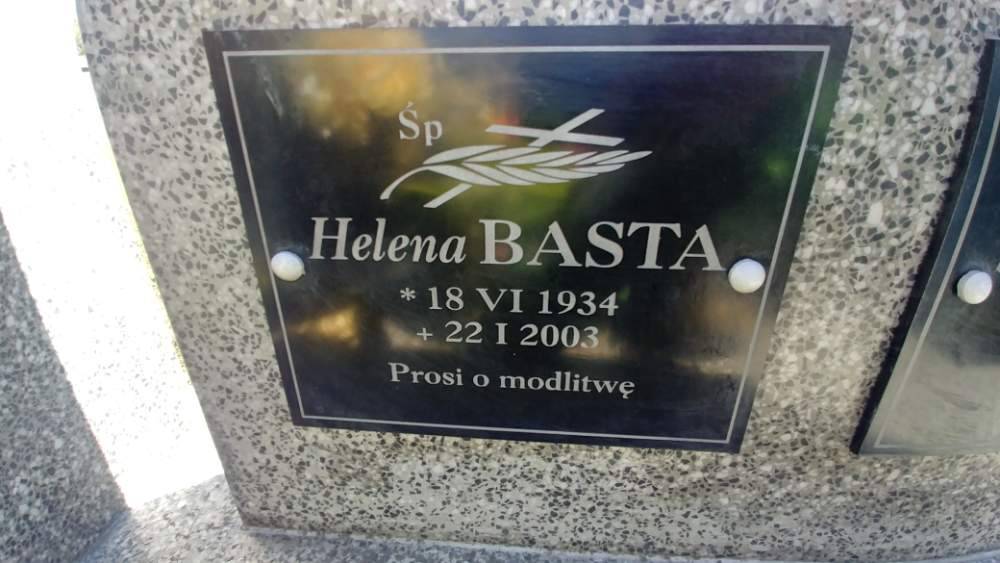 Śp
Helena BASTA
* 18 VI 1934
+ 22 I 2003
Prosi o modlitwę